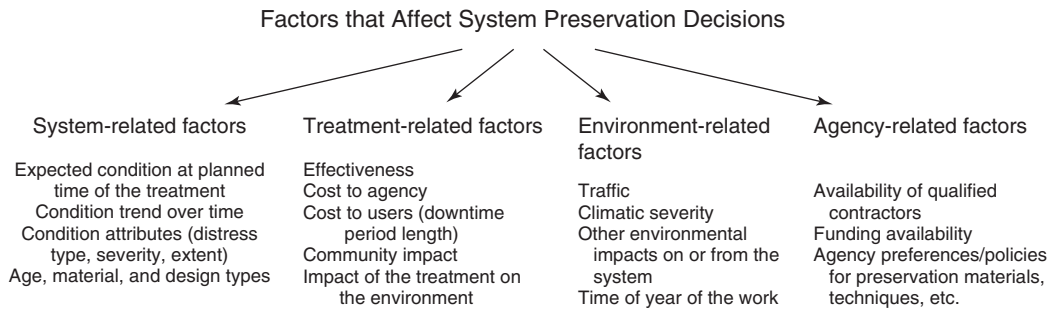 Factors that Affect System Preservation Decisions
System-related factors
Expected condition at planned
time of the treatment
Condition trend over time
Condition attributes (distress
type, severity, extent)
Age, material, and design types
Treatment-related factors
Effectiveness
Cost to agency
Cost to users (downtime
period length)
Community impact
Impact of the treatment on
the environment
Environment-related
factors
Traffic
Climatic severity
Other environmental
impacts on or from the
system
Time of year of the work
Agency-related factors
Availability of qualified
contractors
Funding availability
Agency preferences/policies
for preservation materials,
techniques, etc.